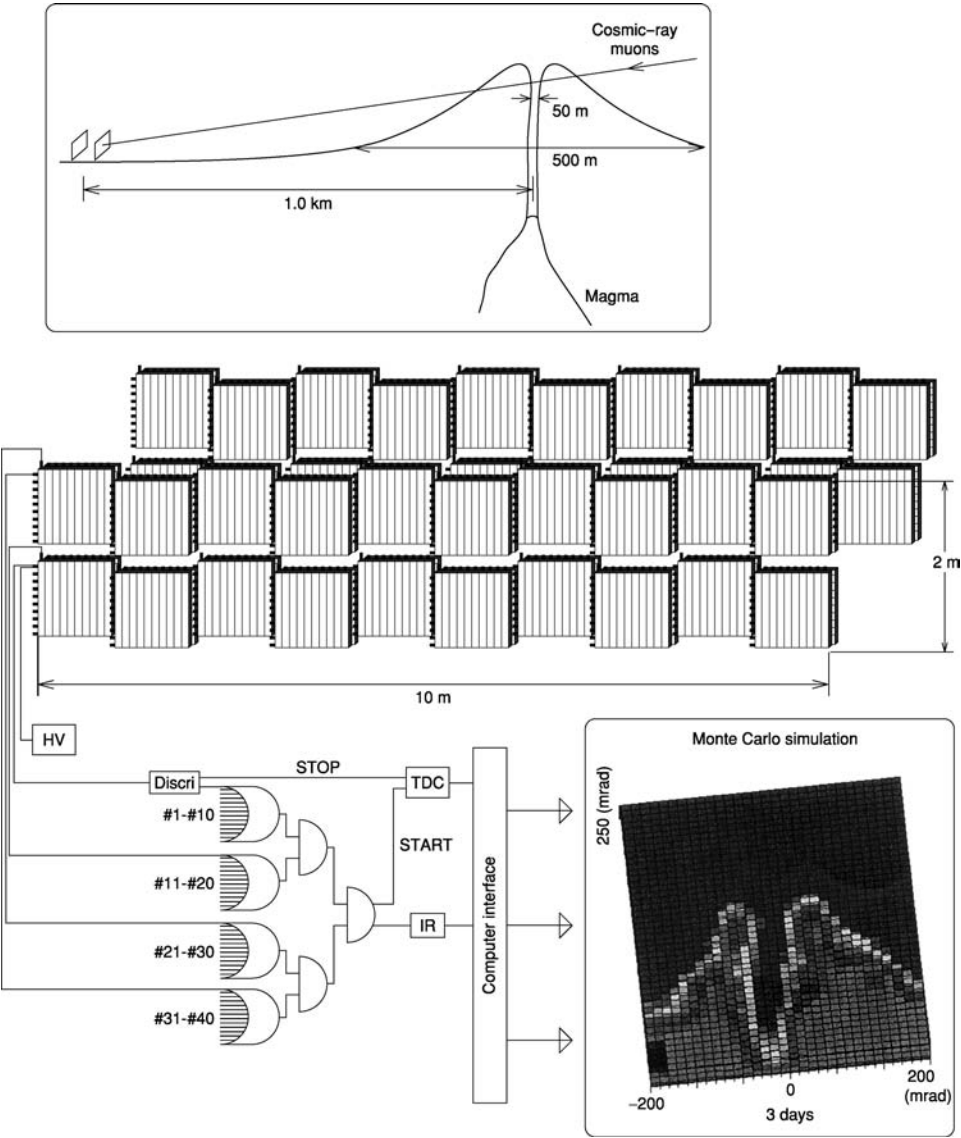 Cosmic–ray
muons
50 m
500 m
1.0 km
Magma
2 m
10 m
HV
Discri
STOP
TDC
START
#1-#10
#11-#20
#21-#30
#31-#40
IR
Computer interface
Monte Carlo simulation
250 (mrad)
–200
0
200
(mrad)
3 days